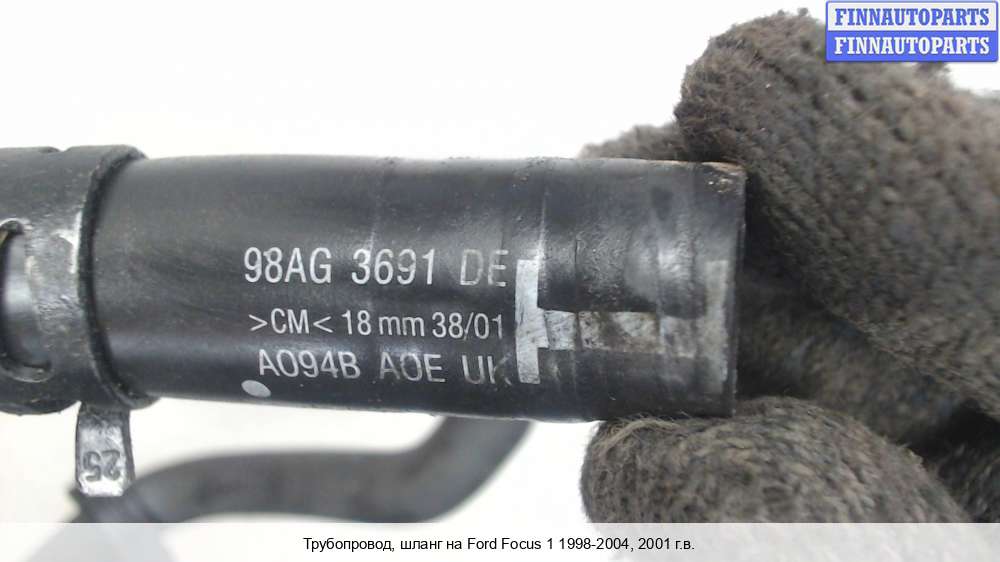 FINNAUTOPARTS
FINNAUTOPARTS
98AG 3691 DE
>CM< 18 mm 38/01
A094B AOE UK
25
Трубопровод, шланг на Ford Focus 1 1998-2004, 2001 г.в.